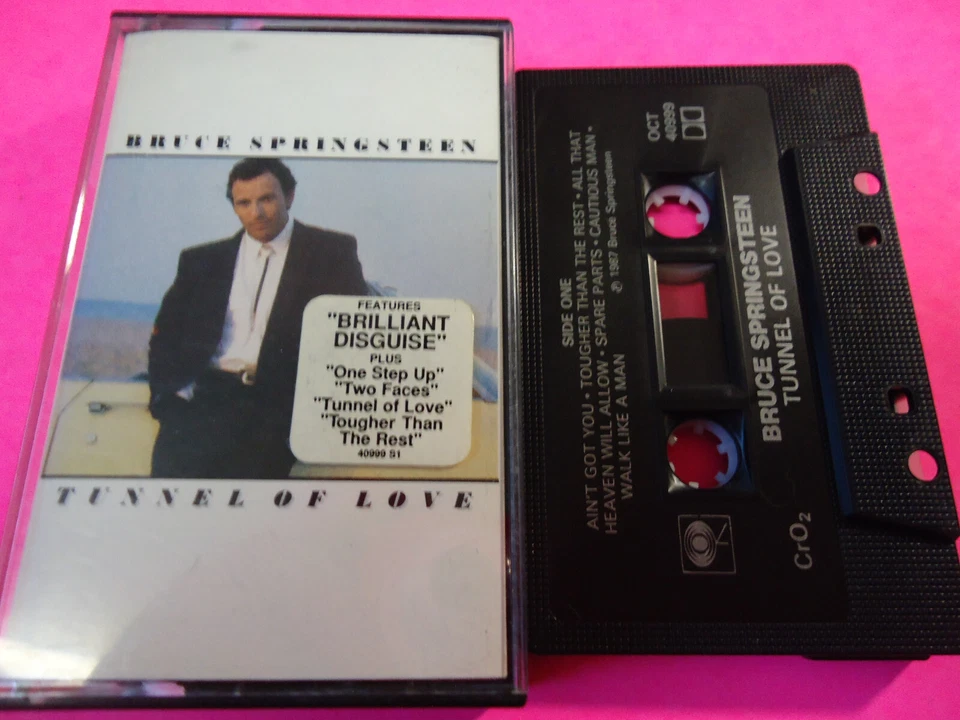 BRUCE SPRINGSTEEN
FEATURES
"BRILLIANT
DISGUISE"
PLUS
"One Step Up"
"Two Faces"
"Tunnel of Love"
"Tougher Than
The Rest"
40999 S1
TUNNEL OF LOVE
OCT
40999
SIDE ONE
AIN'T GOT YOU • TOUGHER THAN THE REST • ALL THAT
HEAVEN WILL ALLOW • SPARE PARTS • CAUTIOUS MAN •
WALK LIKE A MAN
℗ 1987 Bruce Springsteen
BRUCE SPRINGSTEEN
TUNNEL OF LOVE
CrO₂